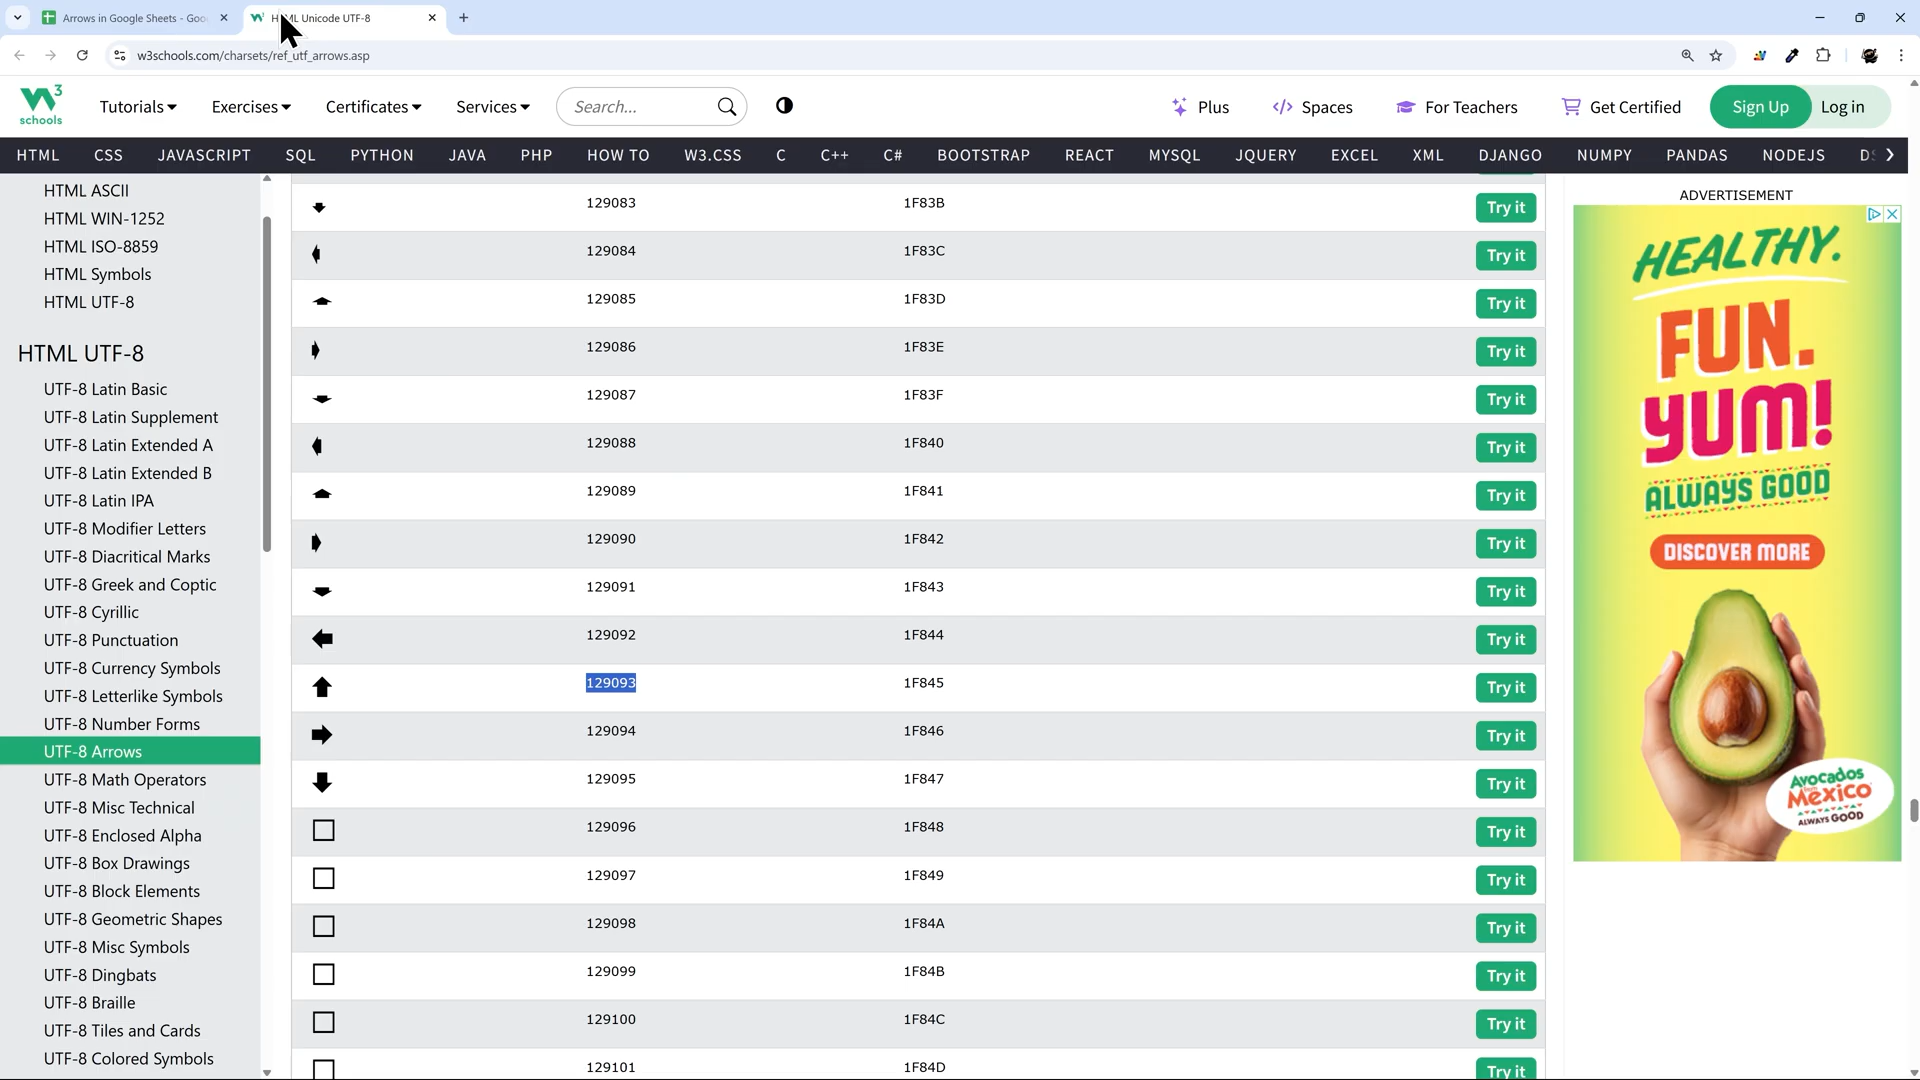 Arrows in Google Sheets - Goo
HTML Unicode UTF-8
w3schools.com/charsets/ref_utf_arrows.asp
W3 schools
Tutorials
Exercises
Certificates
Services
Search...
Plus
Spaces
For Teachers
Get Certified
Sign Up
Log in
HTML CSS JAVASCRIPT SQL PYTHON JAVA PHP HOW TO W3.CSS C C++ C# BOOTSTRAP REACT MYSQL JQUERY EXCEL XML DJANGO NUMPY PANDAS NODEJS
HTML ASCII
HTML WIN-1252
HTML ISO-8859
HTML Symbols
HTML UTF-8
HTML UTF-8
UTF-8 Latin Basic
UTF-8 Latin Supplement
UTF-8 Latin Extended A
UTF-8 Latin Extended B
UTF-8 Latin IPA
UTF-8 Modifier Letters
UTF-8 Diacritical Marks
UTF-8 Greek and Coptic
UTF-8 Cyrillic
UTF-8 Punctuation
UTF-8 Currency Symbols
UTF-8 Letterlike Symbols
UTF-8 Number Forms
UTF-8 Arrows
UTF-8 Math Operators
UTF-8 Misc Technical
UTF-8 Enclosed Alpha
UTF-8 Box Drawings
UTF-8 Block Elements
UTF-8 Geometric Shapes
UTF-8 Misc Symbols
UTF-8 Dingbats
UTF-8 Braille
UTF-8 Tiles and Cards
UTF-8 Colored Symbols
129083 1F83B Try it
129084 1F83C Try it
129085 1F83D Try it
129086 1F83E Try it
129087 1F83F Try it
129088 1F840 Try it
129089 1F841 Try it
129090 1F842 Try it
129091 1F843 Try it
129092 1F844 Try it
129093 1F845 Try it
129094 1F846 Try it
129095 1F847 Try it
129096 1F848 Try it
129097 1F849 Try it
129098 1F84A Try it
129099 1F84B Try it
129100 1F84C Try it
129101 1F84D Try it
ADVERTISEMENT
HEALTHY.
FUN.
YUM!
ALWAYS GOOD
DISCOVER MORE
Avocados
from
Mexico
ALWAYS GOOD